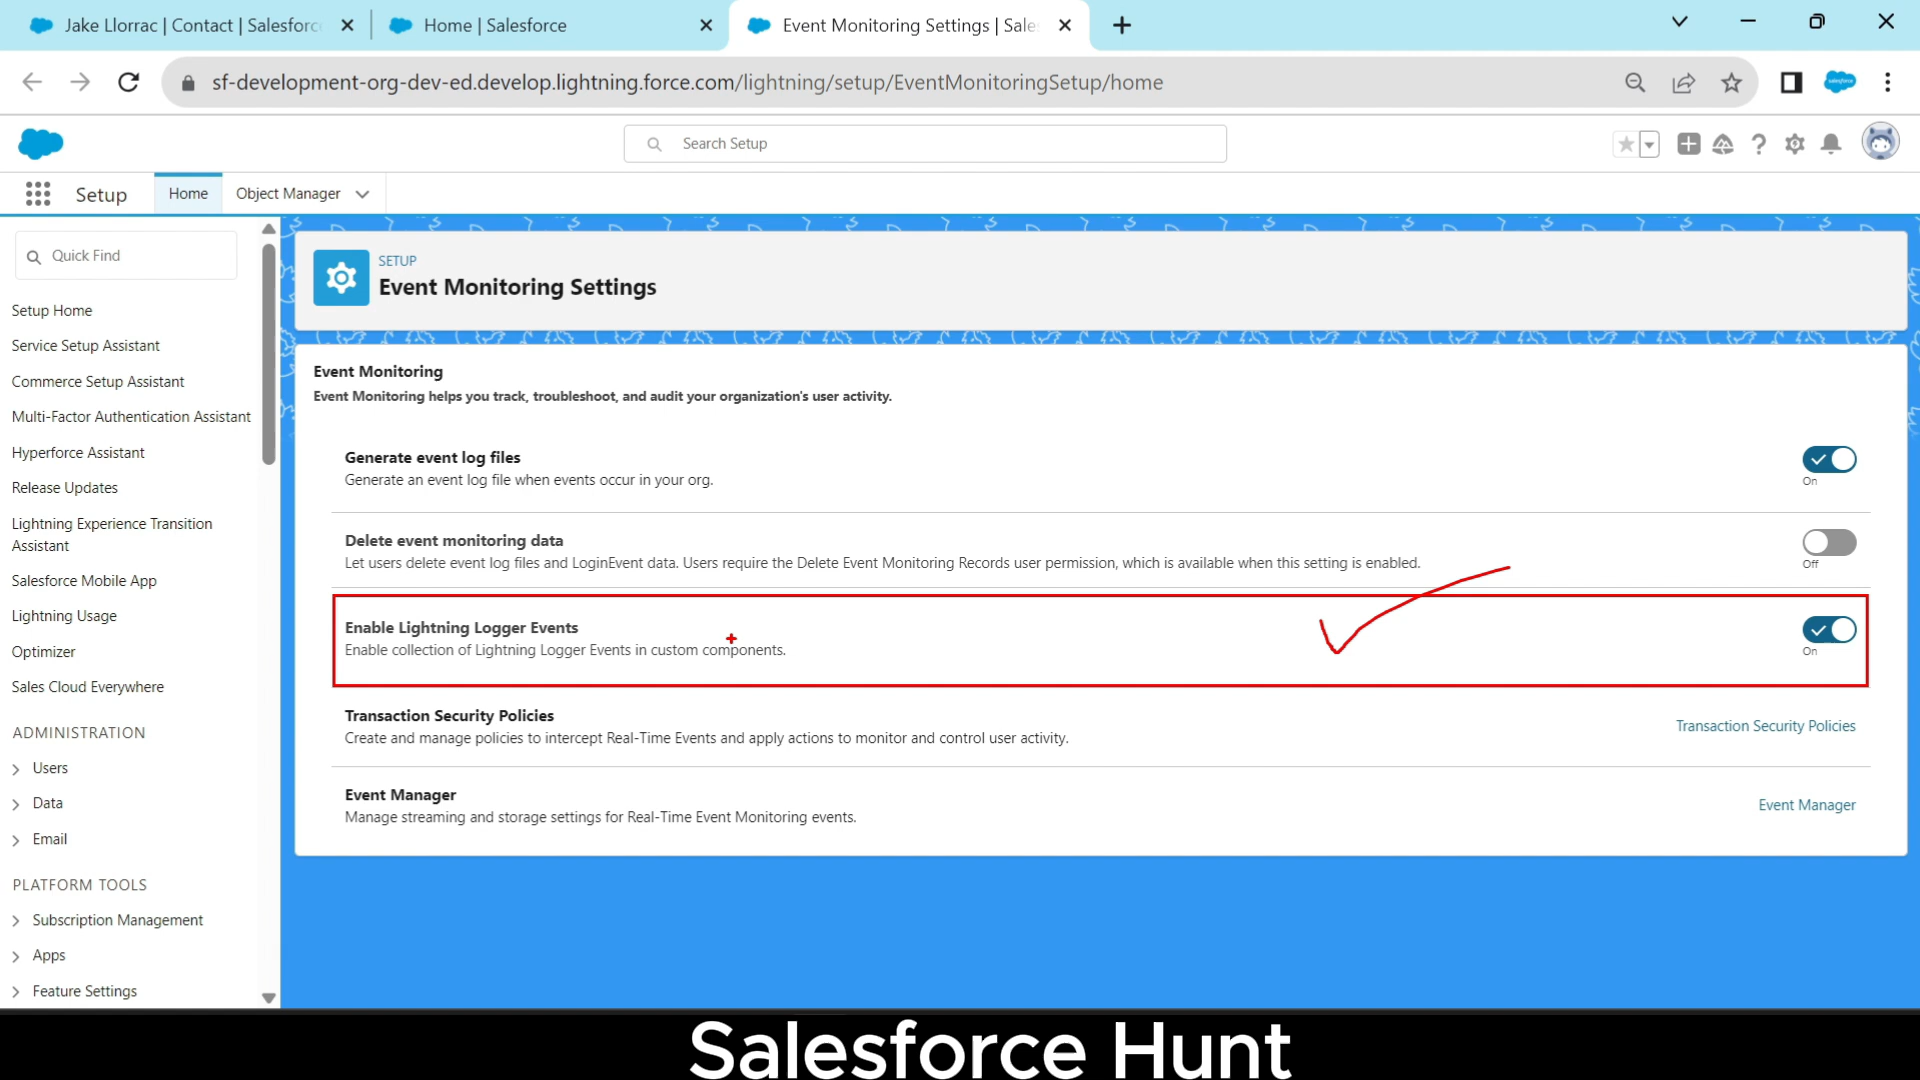 Jake Llorrac | Contact | Salesforc
Home | Salesforce
Event Monitoring Settings | Sale
sf-development-org-dev-ed.develop.lightning.force.com/lightning/setup/EventMonitoringSetup/home
Search Setup
Setup
Home
Object Manager
Quick Find
Setup Home
Service Setup Assistant
Commerce Setup Assistant
Multi-Factor Authentication Assistant
Hyperforce Assistant
Release Updates
Lightning Experience Transition
Assistant
Salesforce Mobile App
Lightning Usage
Optimizer
Sales Cloud Everywhere
ADMINISTRATION
Users
Data
Email
PLATFORM TOOLS
Subscription Management
Apps
Feature Settings
SETUP
Event Monitoring Settings
Event Monitoring
Event Monitoring helps you track, troubleshoot, and audit your organization's user activity.
Generate event log files
Generate an event log file when events occur in your org.
On
Delete event monitoring data
Let users delete event log files and LoginEvent data. Users require the Delete Event Monitoring Records user permission, which is available when this setting is enabled.
Off
Enable Lightning Logger Events
Enable collection of Lightning Logger Events in custom components.
On
Transaction Security Policies
Create and manage policies to intercept Real-Time Events and apply actions to monitor and control user activity.
Transaction Security Policies
Event Manager
Manage streaming and storage settings for Real-Time Event Monitoring events.
Event Manager
Salesforce Hunt